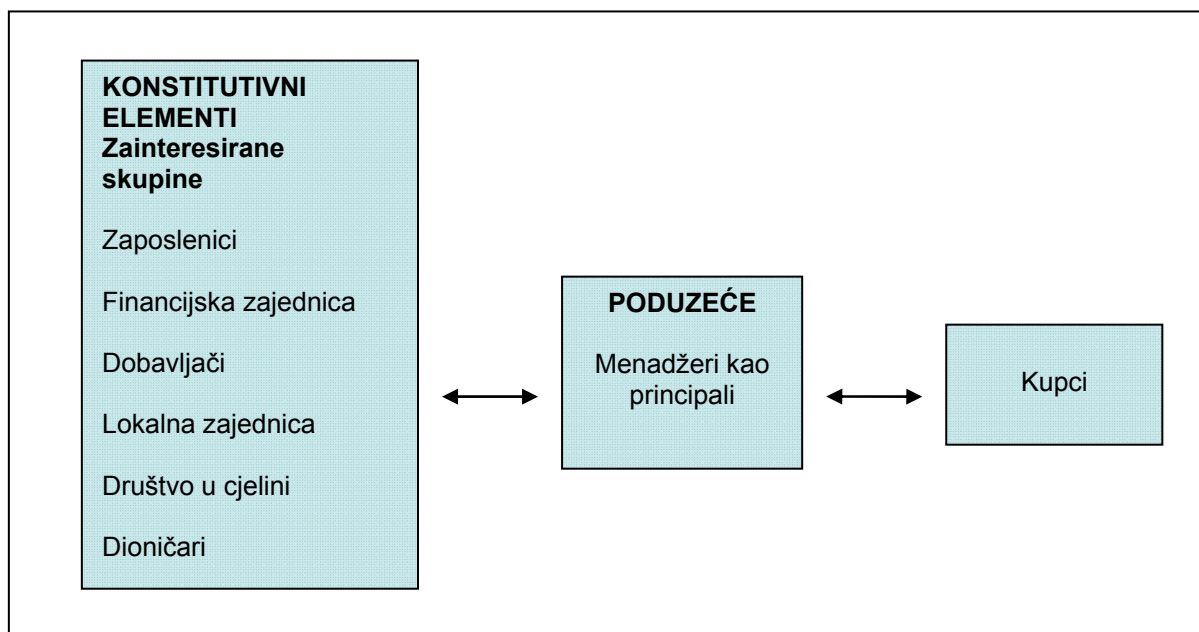 KONSTITUTIVNI
ELEMENTI
Zainteresirane
skupine
Zaposlenici
Financijska zajednica
Dobavljači
Lokalna zajednica
Društvo u cjelini
Dioničari
PODUZEĆE
Menadžeri kao
principali
Kupci